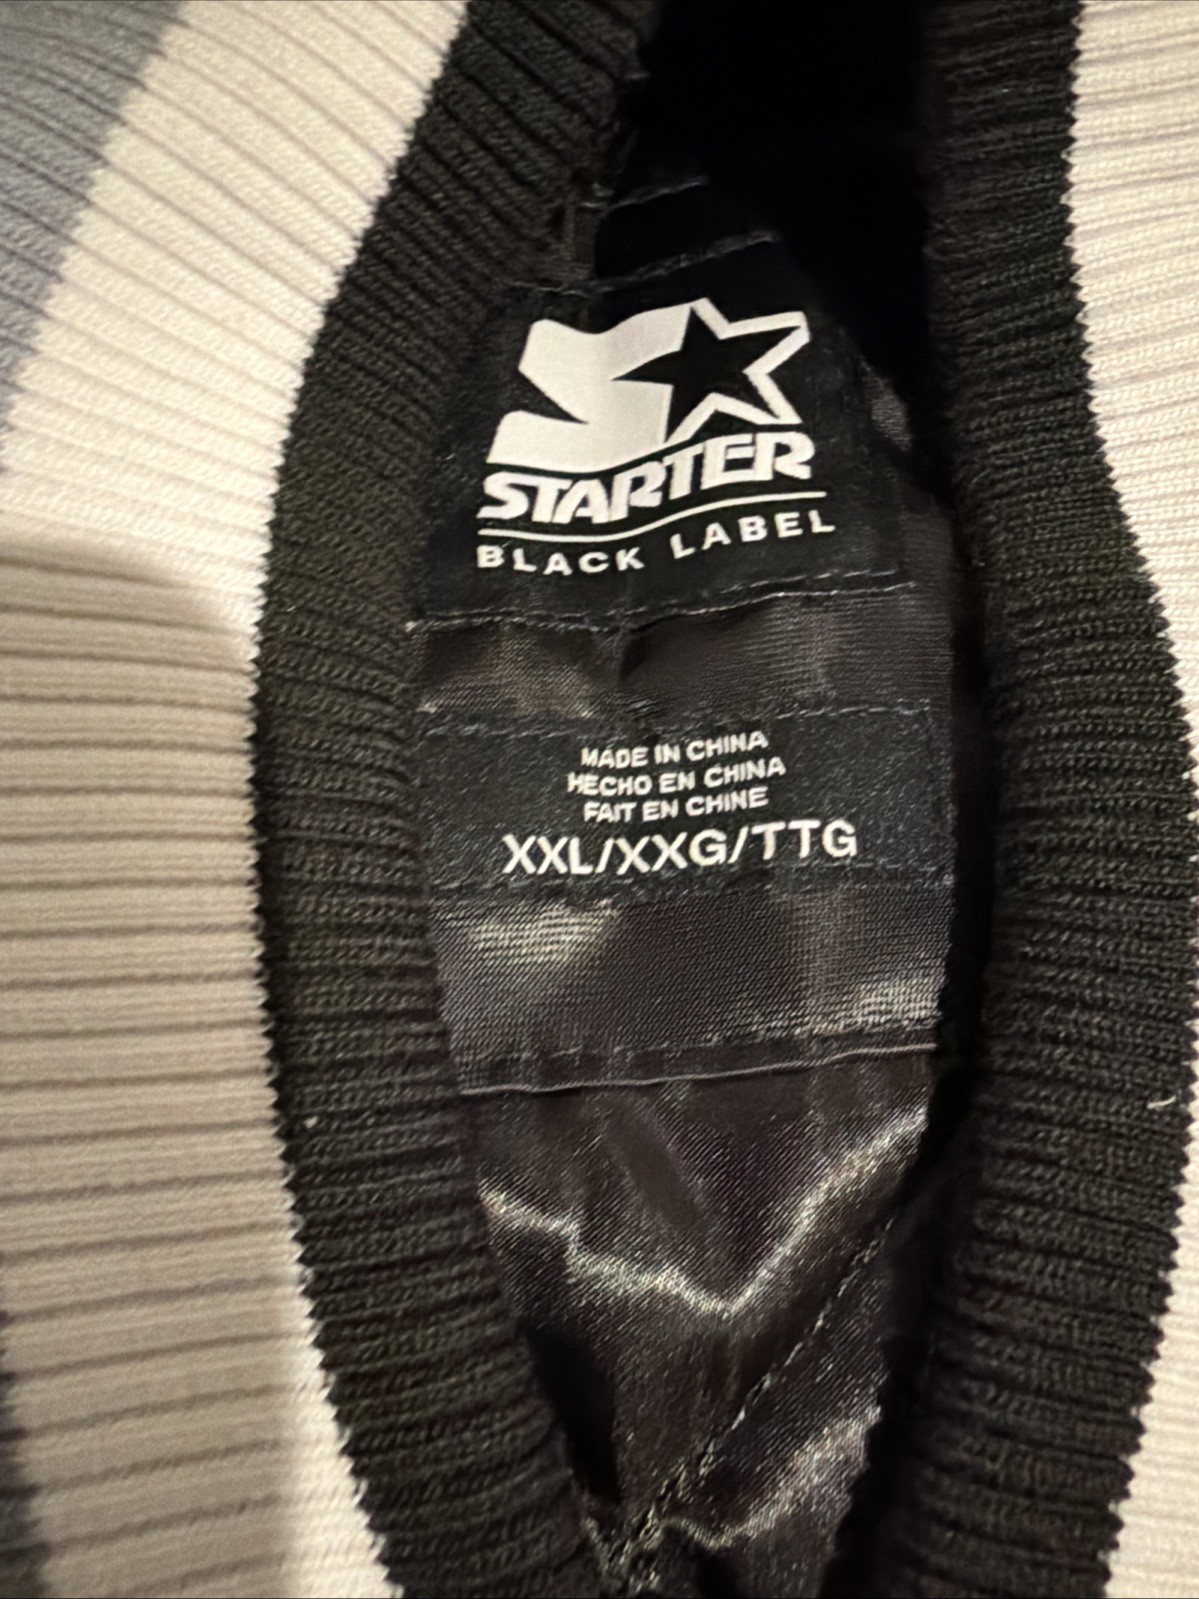 STARTER
BLACK LABEL
MADE IN CHINA
HECHO EN CHINA
FAIT EN CHINE
XXL/XXG/TTG